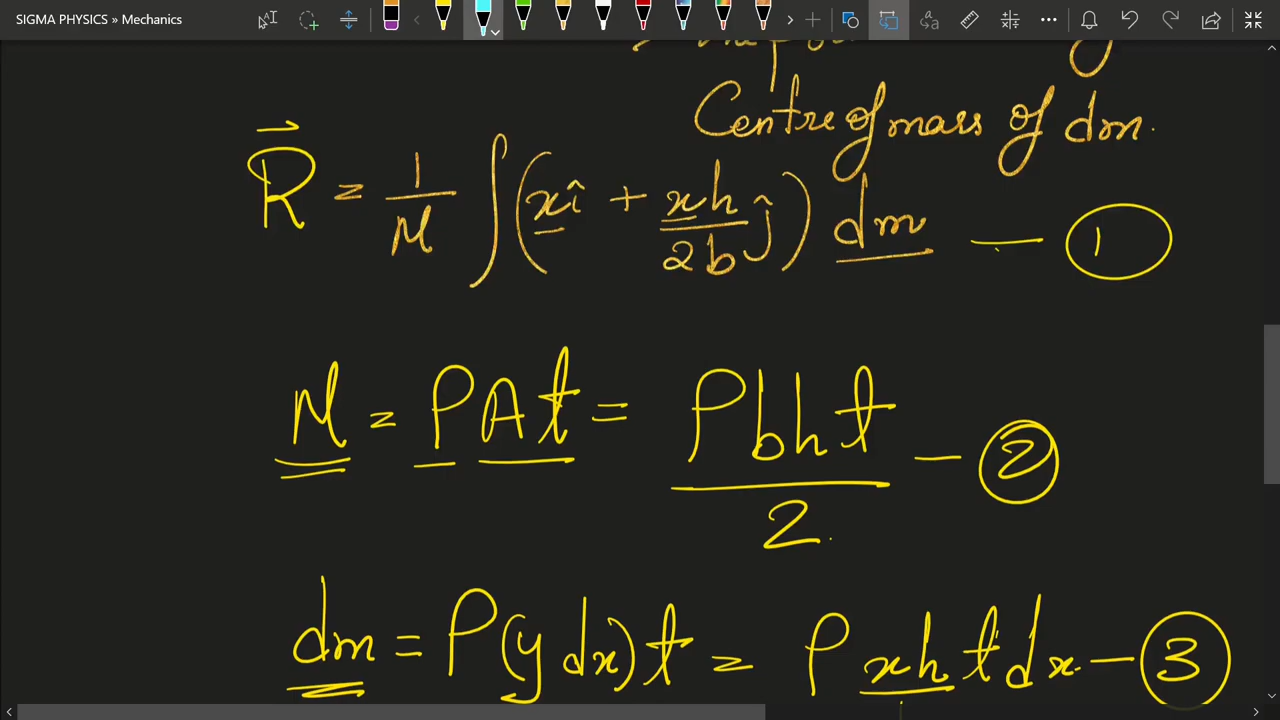 SIGMA PHYSICS » Mechanics
Centre of mass of dm.
R⃗ = 1/M ∫ (xî + xh/2b ĵ) dm — ①
M = ρAt = ρbht/2 — ②
dm = ρ(y dx)t = ρ xh t dx — ③